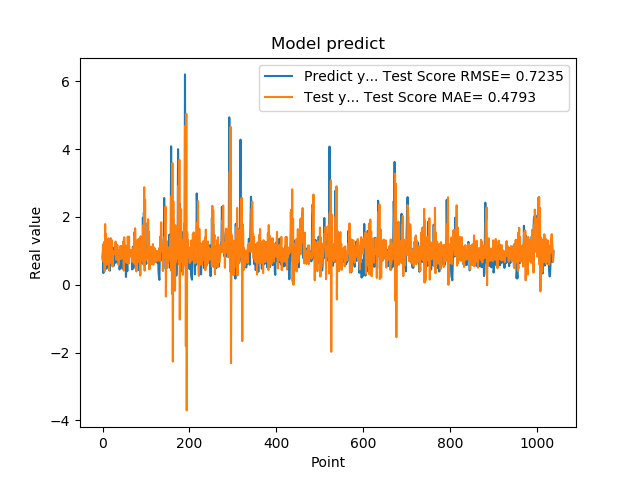 Model predict
Predict y... Test Score RMSE= 0.7235
Test y... Test Score MAE= 0.4793
6
4
2
0
−2
−4
Real value
0 200 400 600 800 1000
Point